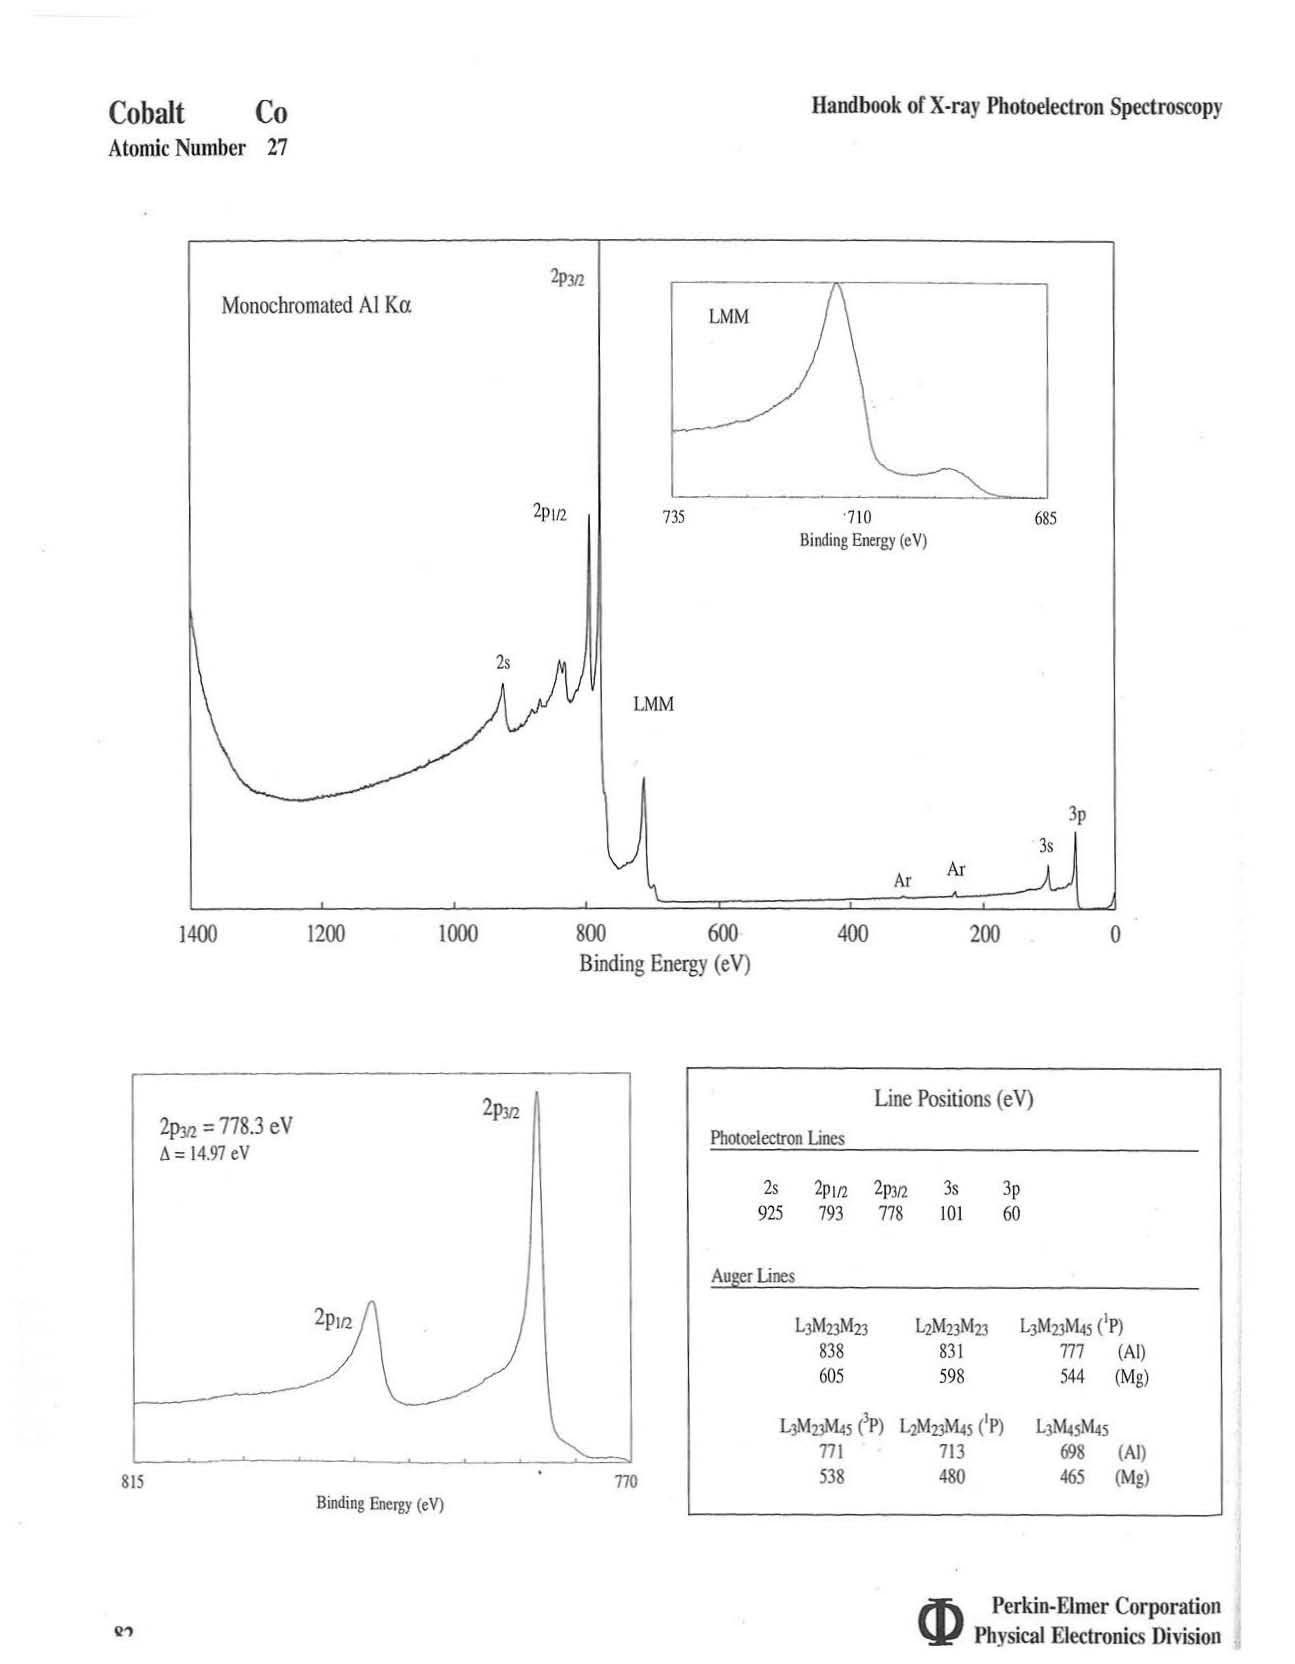 Cobalt Co
Atomic Number 27
Handbook of X-ray Photoelectron Spectroscopy
Monochromated Al Kα
2p3/2
2p1/2
2s
LMM
Ar
Ar
3s
3p
1400 1200 1000 800 600 400 200 0
Binding Energy (eV)
LMM
735 710 685
Binding Energy (eV)
2p3/2 = 778.3 eV
Δ = 14.97 eV
2p3/2
2p1/2
815 770
Binding Energy (eV)
Line Positions (eV)
Photoelectron Lines
2s 2p1/2 2p3/2 3s 3p
925 793 778 101 60
Auger Lines
L3M23M23 L2M23M23 L3M23M45 (1P)
838 831 777 (Al)
605 598 544 (Mg)
L3M23M45 (3P) L2M23M45 (1P) L3M45M45
771 713 698 (Al)
538 480 465 (Mg)
Perkin-Elmer Corporation
Physical Electronics Division